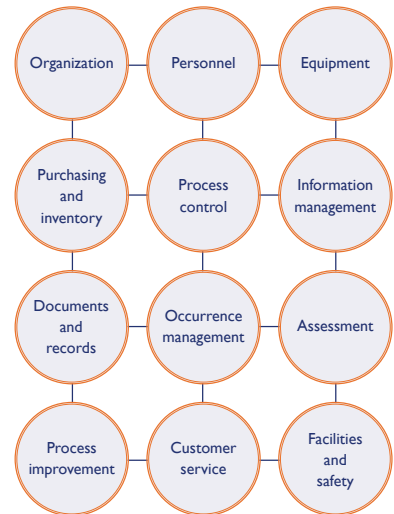 Organization
Personnel
Equipment
Purchasing
and
inventory
Process
control
Information
management
Documents
and
records
Occurrence
management
Assessment
Process
improvement
Customer
service
Facilities
and
safety